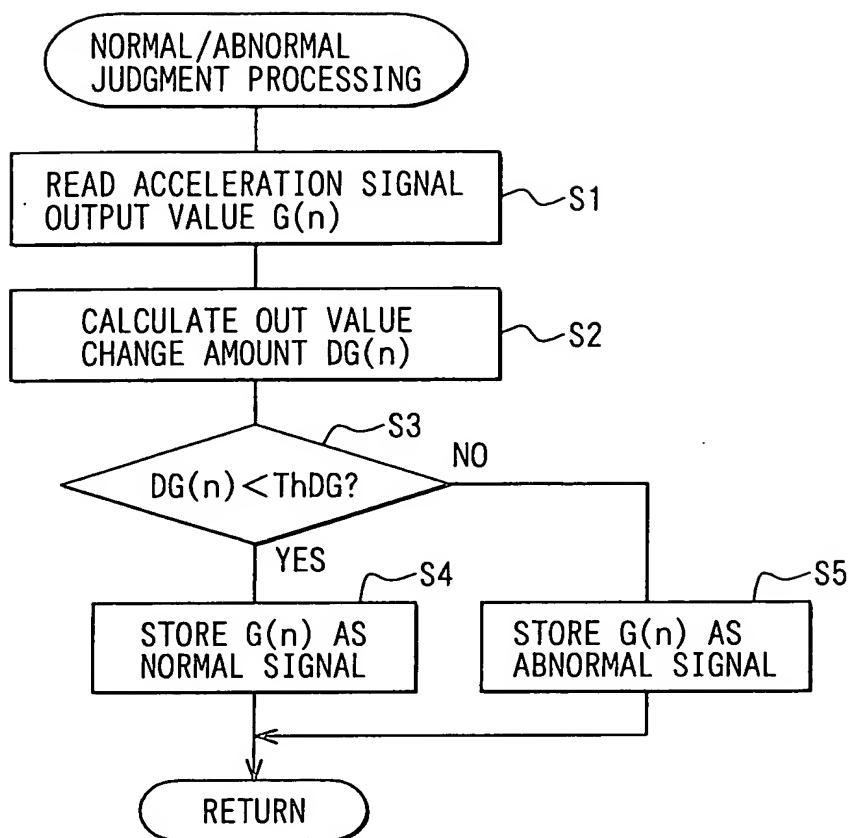 NORMAL/ABNORMAL
JUDGMENT PROCESSING
READ ACCELERATION SIGNAL
OUTPUT VALUE G(n)
S1
CALCULATE OUT VALUE
CHANGE AMOUNT DG(n)
S2
S3
DG(n)<ThDG?
NO
YES
S4
STORE G(n) AS
NORMAL SIGNAL
S5
STORE G(n) AS
ABNORMAL SIGNAL
RETURN